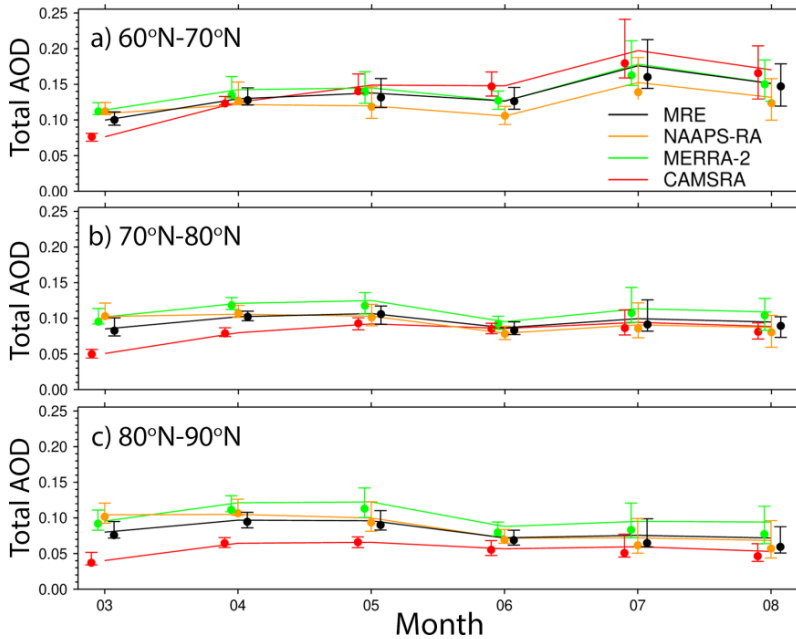 a) 60°N-70°N
Total AOD
0.25
0.20
0.15
0.10
0.05
0.00
MRE
NAAPS-RA
MERRA-2
CAMSRA
b) 70°N-80°N
Total AOD
0.25
0.20
0.15
0.10
0.05
0.00
c) 80°N-90°N
Total AOD
0.25
0.20
0.15
0.10
0.05
0.00
03 04 05 06 07 08
Month